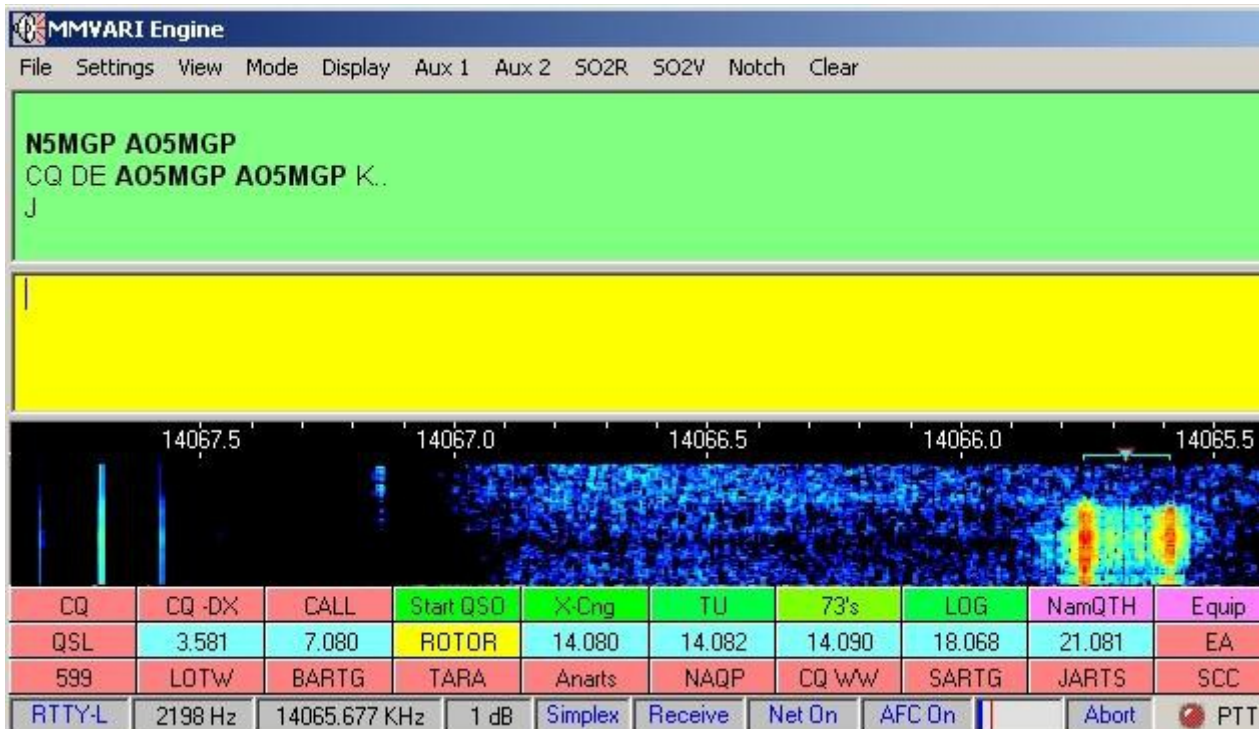 MMVARI Engine
File Settings View Mode Display Aux 1 Aux 2 SO2R SO2V Notch Clear
N5MGP AO5MGP
CQ DE AO5MGP AO5MGP K..
J
14067.5 14067.0 14066.5 14066.0 14065.5
CQ CQ -DX CALL Start QSO X-Cng TU 73's LOG NamQTH Equip
QSL 3.581 7.080 ROTOR 14.080 14.082 14.090 18.068 21.081 EA
599 LOTW BARTG TARA Anarts NAQP CQ WW SARTG JARTS SCC
RTTY-L 2198 Hz 14065.677 KHz 1 dB Simplex Receive Net On AFC On Abort PTT